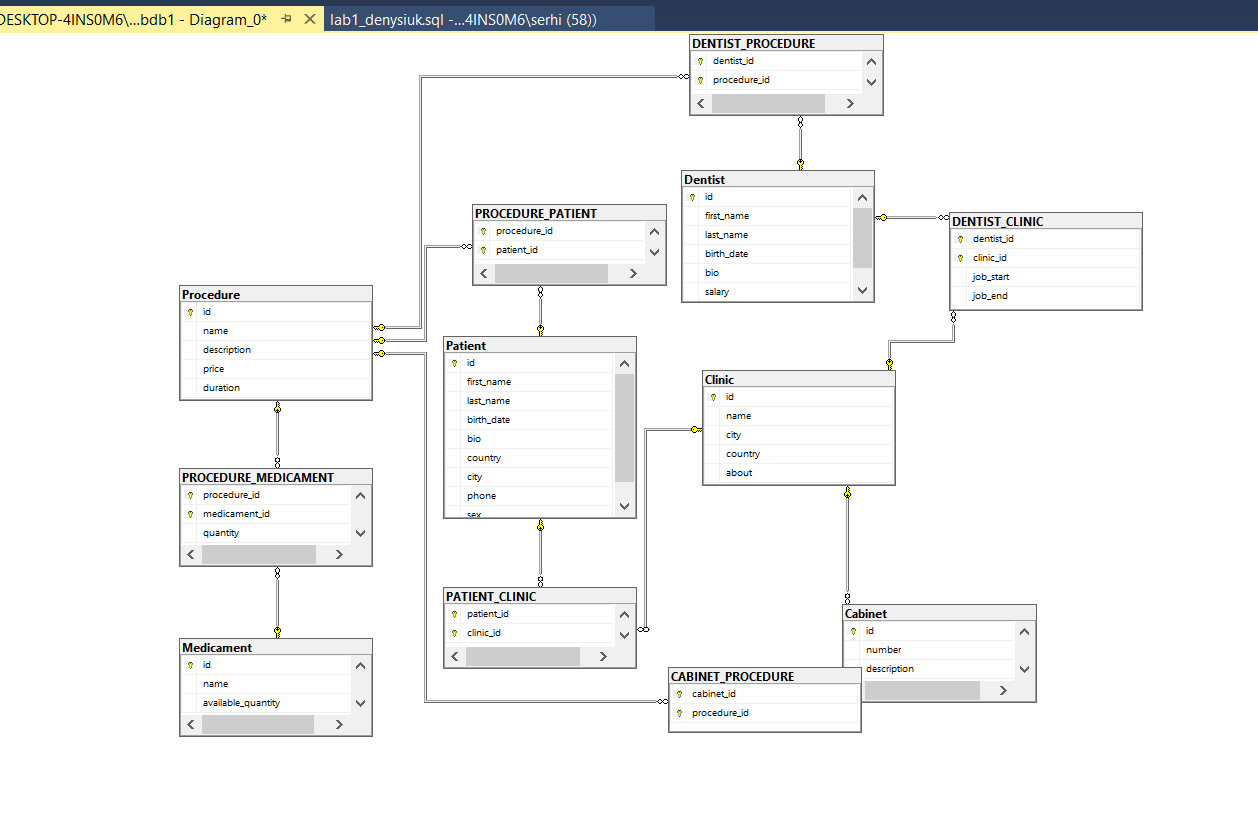 DESKTOP-4INS0M6\...bdb1 - Diagram_0*
lab1_denysiuk.sql -...4INS0M6\serhi (58))
DENTIST_PROCEDURE
dentist_id
procedure_id
Dentist
id
first_name
last_name
birth_date
bio
salary
DENTIST_CLINIC
dentist_id
clinic_id
job_start
job_end
PROCEDURE_PATIENT
procedure_id
patient_id
Procedure
id
name
description
price
duration
Patient
id
first_name
last_name
birth_date
bio
country
city
phone
sex
Clinic
id
name
city
country
about
PROCEDURE_MEDICAMENT
procedure_id
medicament_id
quantity
PATIENT_CLINIC
patient_id
clinic_id
Cabinet
id
number
description
Medicament
id
name
available_quantity
CABINET_PROCEDURE
cabinet_id
procedure_id